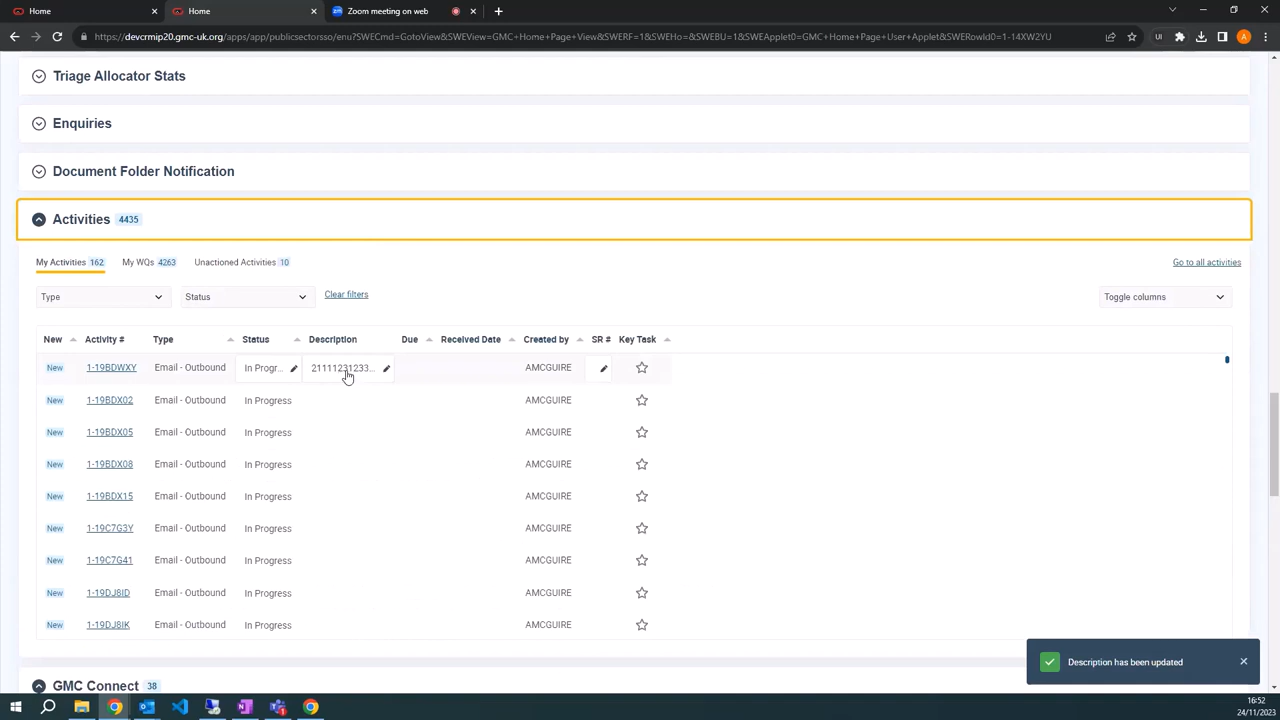 Home
Home
Zoom meeting on web
https://devcrmip20.gmc-uk.org/apps/app/publicsectorsso/enu?SWECmd=GotoView&SWEView=GMC+Home+Page+View&SWERF=1&SWEHo=&SWEBU=1&SWEApplet0=GMC+Home+Page+User+Applet&SWERowId0=1-14XW2YU
UI
A
Triage Allocator Stats
Enquiries
Document Folder Notification
Activities 4435
My Activities 162 My WQs 4263 Unactioned Activities 10 Go to all activities
Type Status Clear filters Toggle columns
New Activity # Type Status Description Due Received Date Created by SR # Key Task
New 1-19BDWXY Email - Outbound In Progr... 21111231233... AMCGUIRE
New 1-19BDX02 Email - Outbound In Progress AMCGUIRE
New 1-19BDX05 Email - Outbound In Progress AMCGUIRE
New 1-19BDX08 Email - Outbound In Progress AMCGUIRE
New 1-19BDX15 Email - Outbound In Progress AMCGUIRE
New 1-19C7G3Y Email - Outbound In Progress AMCGUIRE
New 1-19C7G41 Email - Outbound In Progress AMCGUIRE
New 1-19DJ8ID Email - Outbound In Progress AMCGUIRE
New 1-19DJ8IK Email - Outbound In Progress AMCGUIRE
Description has been updated
GMC Connect 38
16:52
24/11/2023